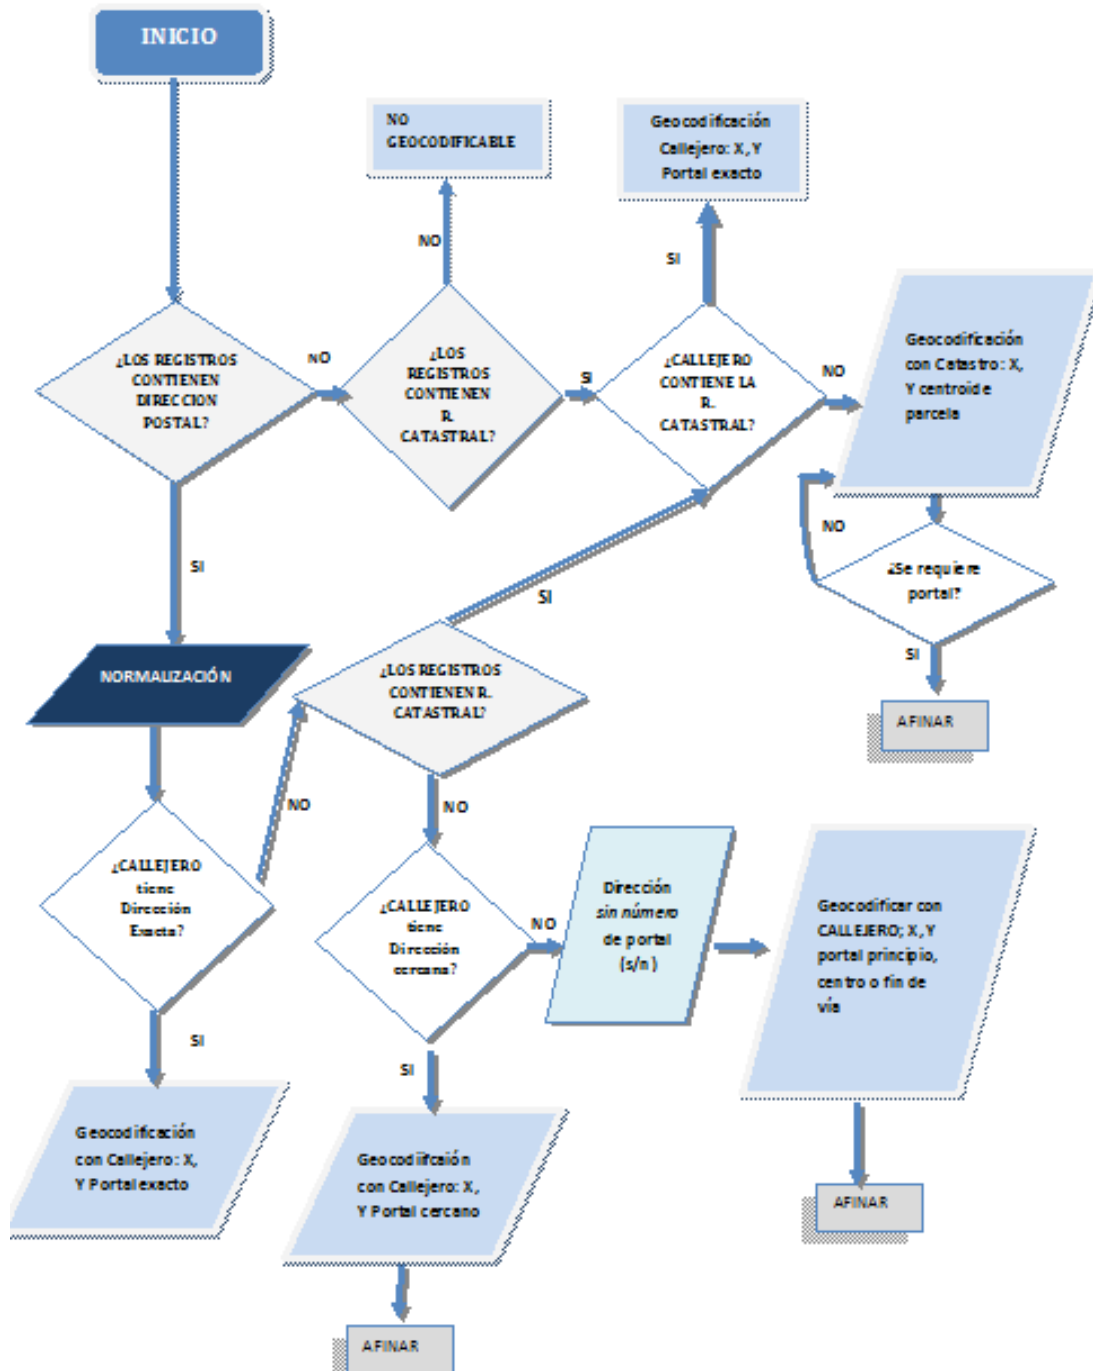 INICIO
NO
GEOCODIFICABLE
Geocodificación
Callejero: X, Y
Portal exacto
NO
SI
¿LOS REGISTROS
CONTIENEN
DIRECCION
POSTAL?
NO
¿LOS
REGISTROS
CONTIENEN
R.
CATASTRAL?
SI
¿CALLEJERO
CONTIENE LA
R.
CATASTRAL?
NO
Geocodificación
con Catastro: X,
Y centroide
parcela
NO
¿Se requiere
portal?
SI
AFINAR
SI
SI
NORMALIZACIÓN
¿LOS REGISTROS
CONTIENEN R.
CATASTRAL?
NO
NO
¿CALLEJERO
tiene
Dirección
Exacta?
¿CALLEJERO
tiene
Dirección
cercana?
NO
Dirección
sin número
de portal
(s/n)
Geocodificar con
CALLEJERO; X, Y
portal principio,
centro o fin de
vía
SI
SI
Geocodificación
con Callejero: X,
Y Portal exacto
Geocodiifcaión
con Callejero: X,
Y Portal cercano
AFINAR
AFINAR